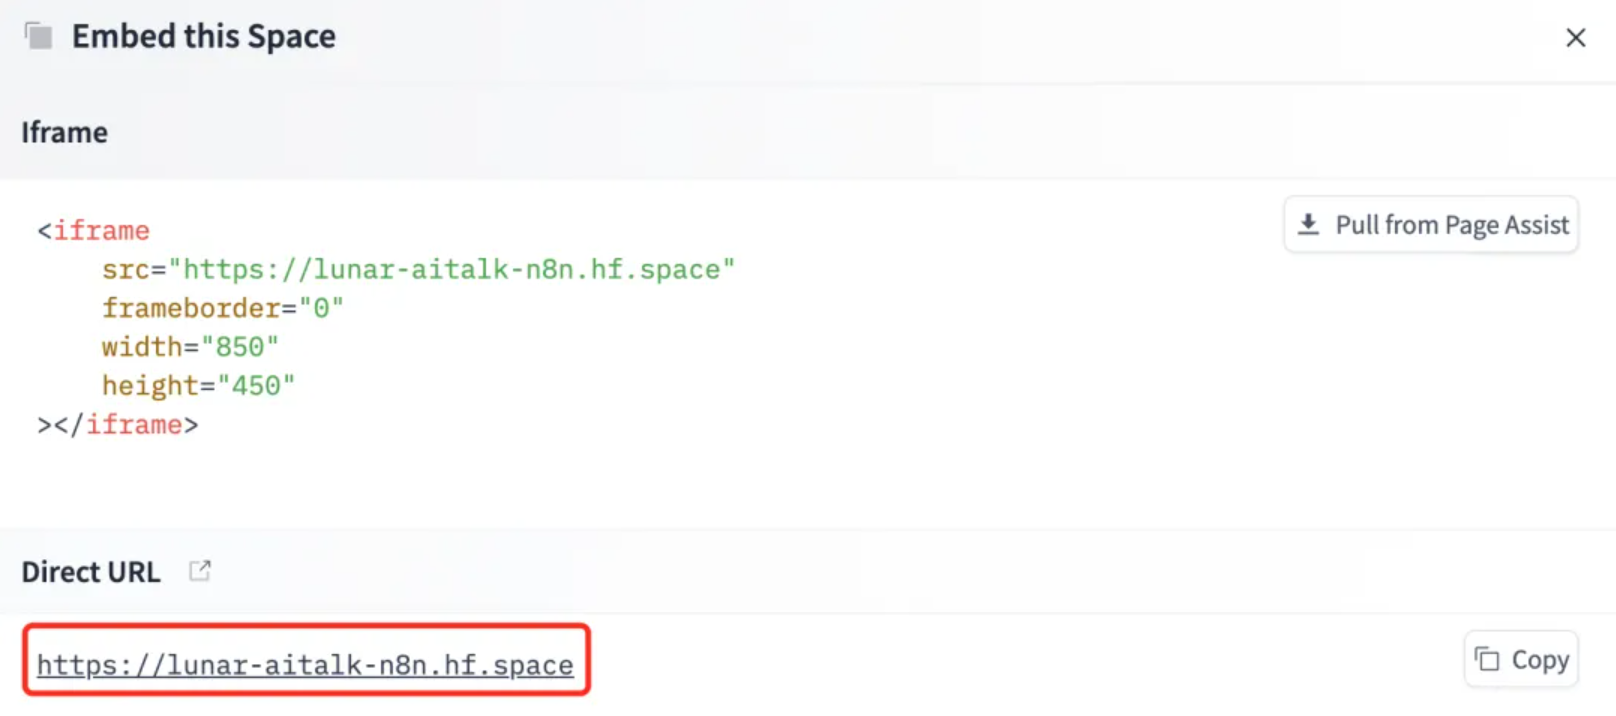 Embed this Space
Iframe
<iframe
Pull from Page Assist
src="https://lunar-aitalk-n8n.hf.space"
frameborder="0"
width="850"
height="450"
></iframe>
Direct URL
https://lunar-aitalk-n8n.hf.space
Copy